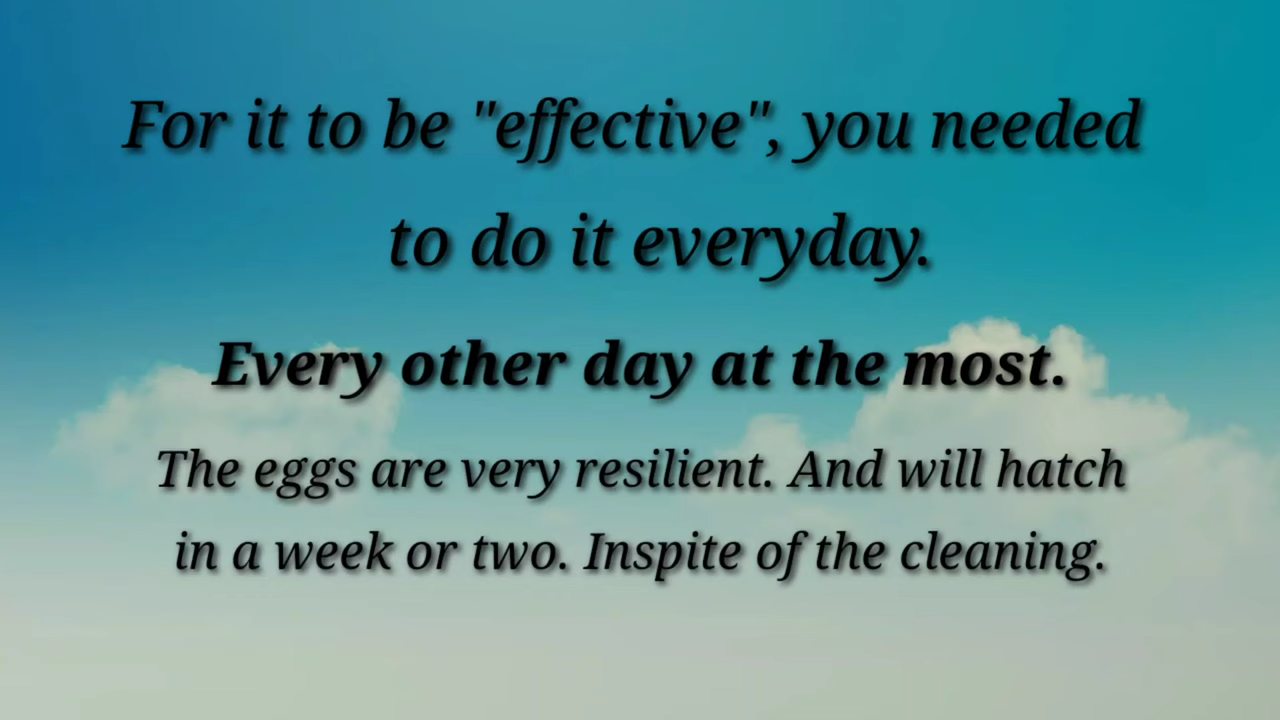 For it to be "effective", you needed
to do it everyday.
Every other day at the most.
The eggs are very resilient. And will hatch
in a week or two. Inspite of the cleaning.